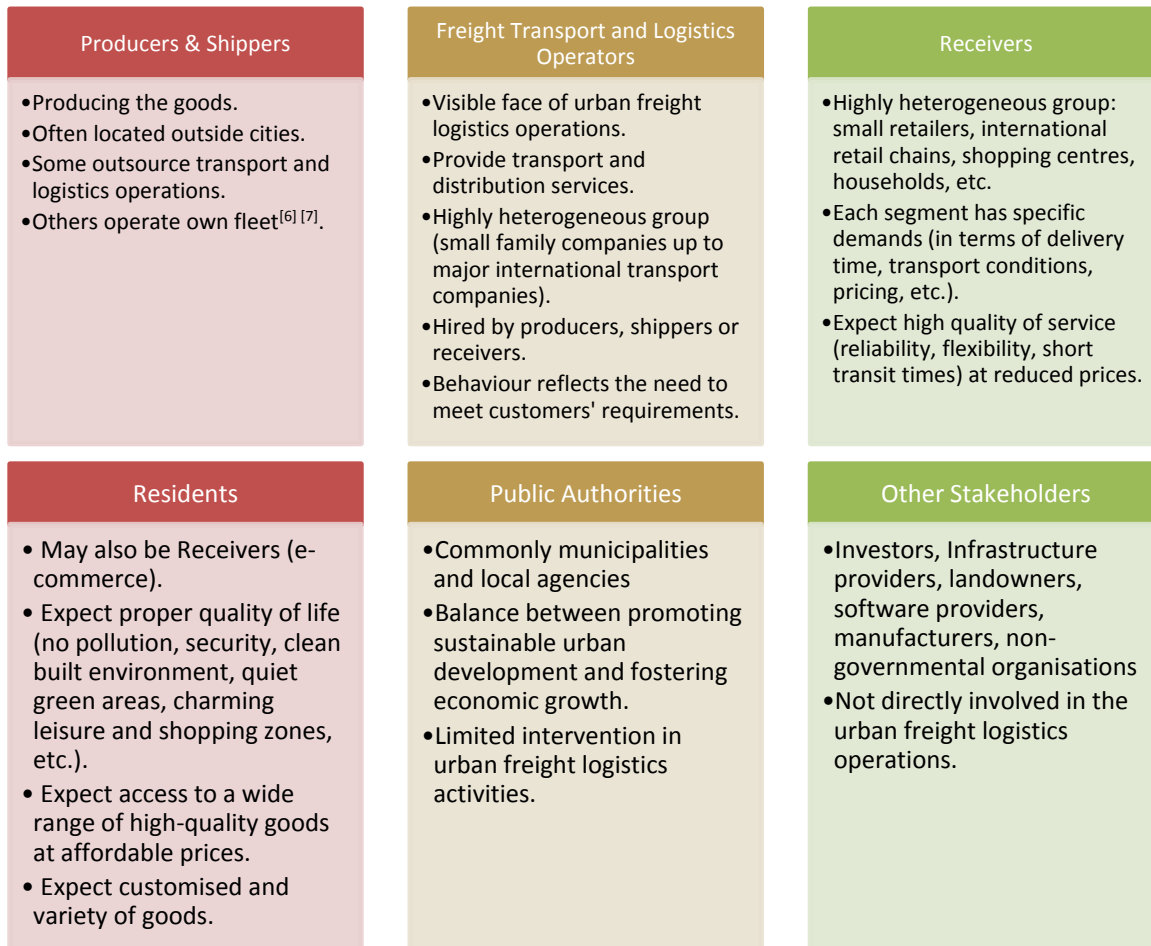 Producers & Shippers
•Producing the goods.
•Often located outside cities.
•Some outsource transport and
logistics operations.
•Others operate own fleet[6] [7].
Freight Transport and Logistics
Operators
•Visible face of urban freight
logistics operations.
•Provide transport and
distribution services.
•Highly heterogeneous group
(small family companies up to
major international transport
companies).
•Hired by producers, shippers or
receivers.
•Behaviour reflects the need to
meet customers' requirements.
Receivers
•Highly heterogeneous group:
small retailers, international
retail chains, shopping centres,
households, etc.
•Each segment has specific
demands (in terms of delivery
time, transport conditions,
pricing, etc.).
•Expect high quality of service
(reliability, flexibility, short
transit times) at reduced prices.
Residents
• May also be Receivers (e-
commerce).
• Expect proper quality of life
(no pollution, security, clean
built environment, quiet
green areas, charming
leisure and shopping zones,
etc.).
• Expect access to a wide
range of high-quality goods
at affordable prices.
• Expect customised and
variety of goods.
Public Authorities
•Commonly municipalities
and local agencies
•Balance between promoting
sustainable urban
development and fostering
economic growth.
•Limited intervention in
urban freight logistics
activities.
Other Stakeholders
•Investors, Infrastructure
providers, landowners,
software providers,
manufacturers, non-
governmental organisations
•Not directly involved in the
urban freight logistics
operations.